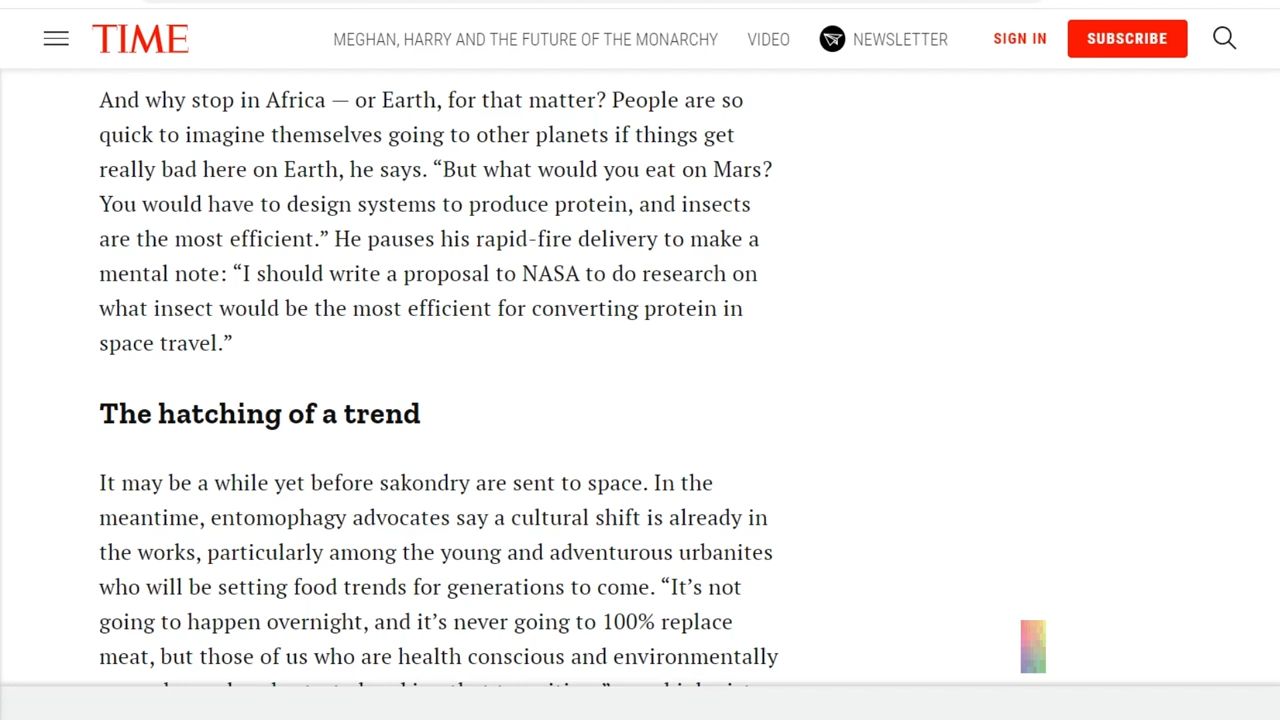 TIME MEGHAN, HARRY AND THE FUTURE OF THE MONARCHY VIDEO NEWSLETTER SIGN IN SUBSCRIBE
And why stop in Africa — or Earth, for that matter? People are so
quick to imagine themselves going to other planets if things get
really bad here on Earth, he says. “But what would you eat on Mars?
You would have to design systems to produce protein, and insects
are the most efficient.” He pauses his rapid-fire delivery to make a
mental note: “I should write a proposal to NASA to do research on
what insect would be the most efficient for converting protein in
space travel.”
The hatching of a trend
It may be a while yet before sakondry are sent to space. In the
meantime, entomophagy advocates say a cultural shift is already in
the works, particularly among the young and adventurous urbanites
who will be setting food trends for generations to come. “It’s not
going to happen overnight, and it’s never going to 100% replace
meat, but those of us who are health conscious and environmentally